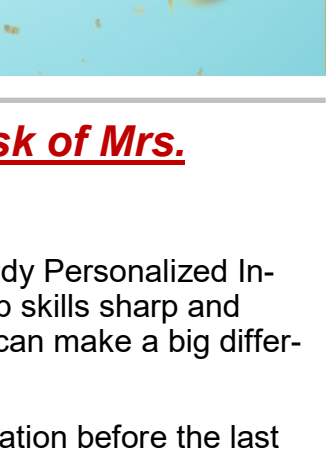 sk of Mrs.
dy Personalized In-
skills sharp and
can make a big differ-
ation before the last